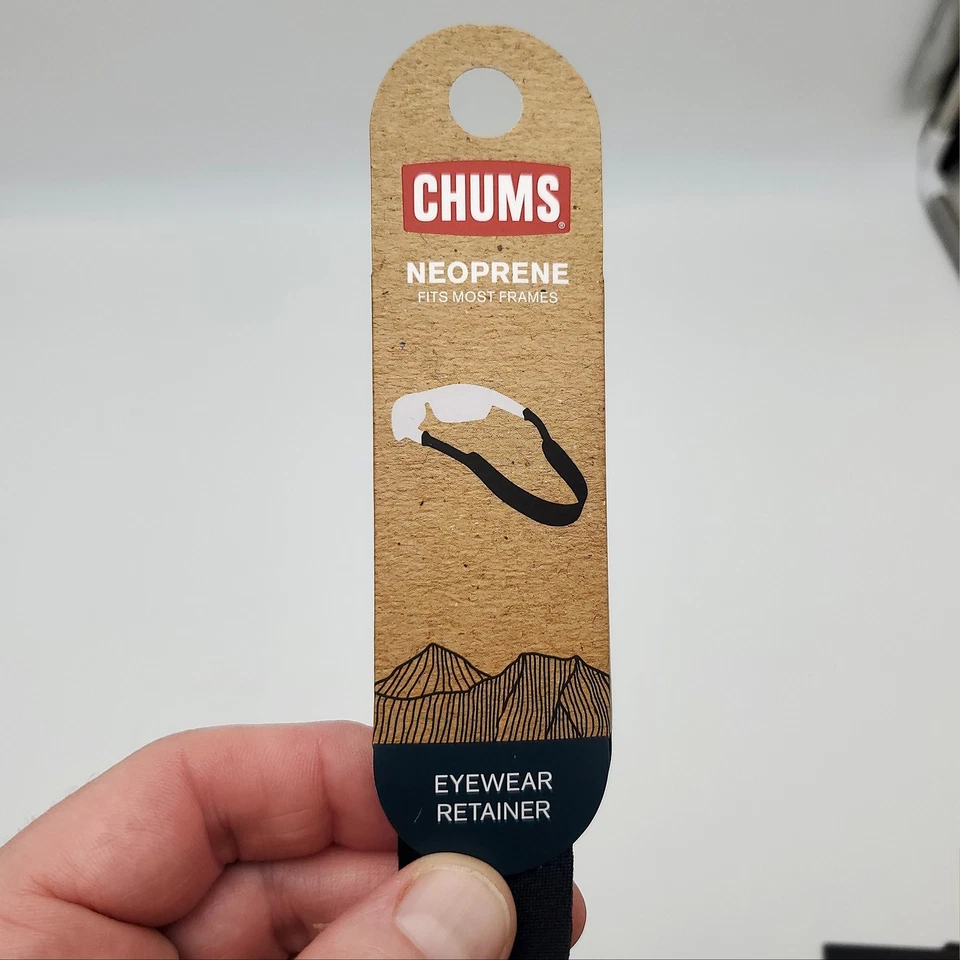 CHUMS®
NEOPRENE
FITS MOST FRAMES
EYEWEAR
RETAINER